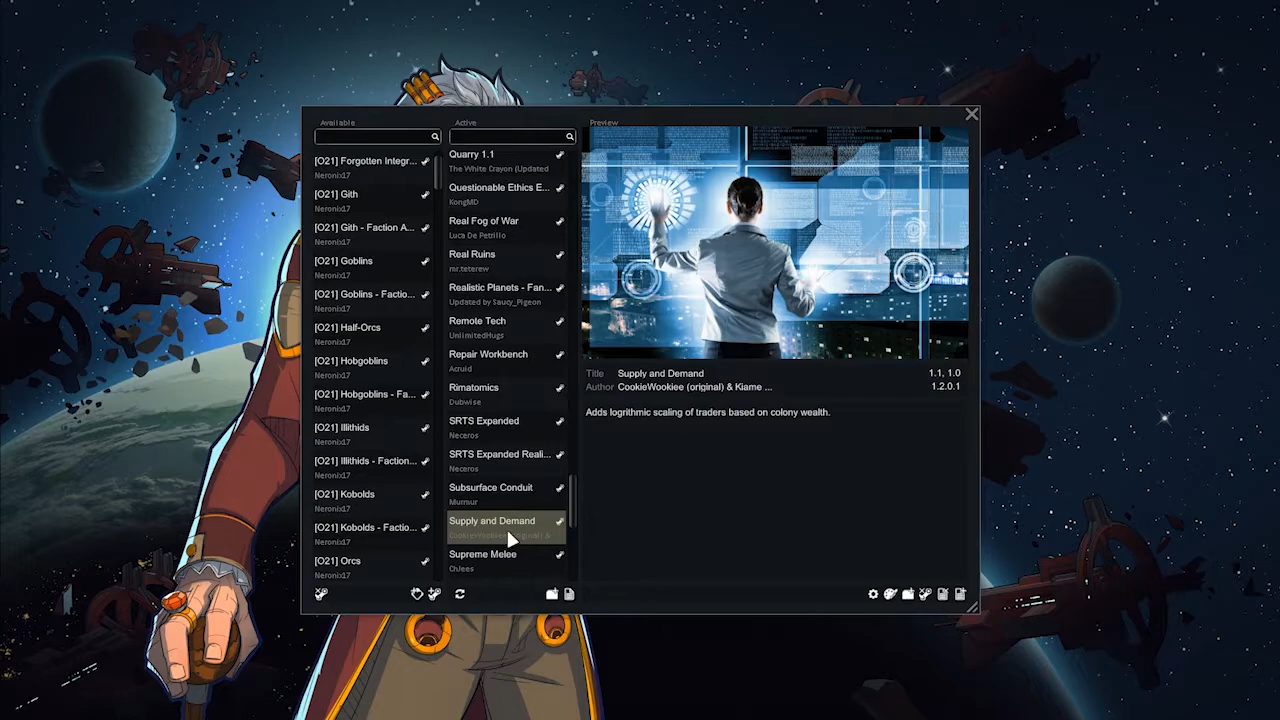 Available
[O21] Forgotten Integr...
Neronix17
[O21] Gith
Neronix17
[O21] Gith - Faction A...
Neronix17
[O21] Goblins
Neronix17
[O21] Goblins - Factio...
Neronix17
[O21] Half-Orcs
Neronix17
[O21] Hobgoblins
Neronix17
[O21] Hobgoblins - Fa...
Neronix17
[O21] Illithids
Neronix17
[O21] Illithids - Faction...
Neronix17
[O21] Kobolds
Neronix17
[O21] Kobolds - Factio...
Neronix17
[O21] Orcs
Neronix17
Active
Quarry 1.1
The White Crayon (Updated
Questionable Ethics E...
KongMD
Real Fog of War
Luca De Petrillo
Real Ruins
mr.teterew
Realistic Planets - Fan...
Updated by Saucy_Pigeon
Remote Tech
UnlimitedHugs
Repair Workbench
Acruid
Rimatomics
Dubwise
SRTS Expanded
Neceros
SRTS Expanded Reali...
Neceros
Subsurface Conduit
Murmur
Supply and Demand
CookieWookiee (original) &
Supreme Melee
ChJees
Preview
Title Supply and Demand 1.1, 1.0
Author CookieWookiee (original) & Kiame ... 1.2.0.1
Adds logrithmic scaling of traders based on colony wealth.